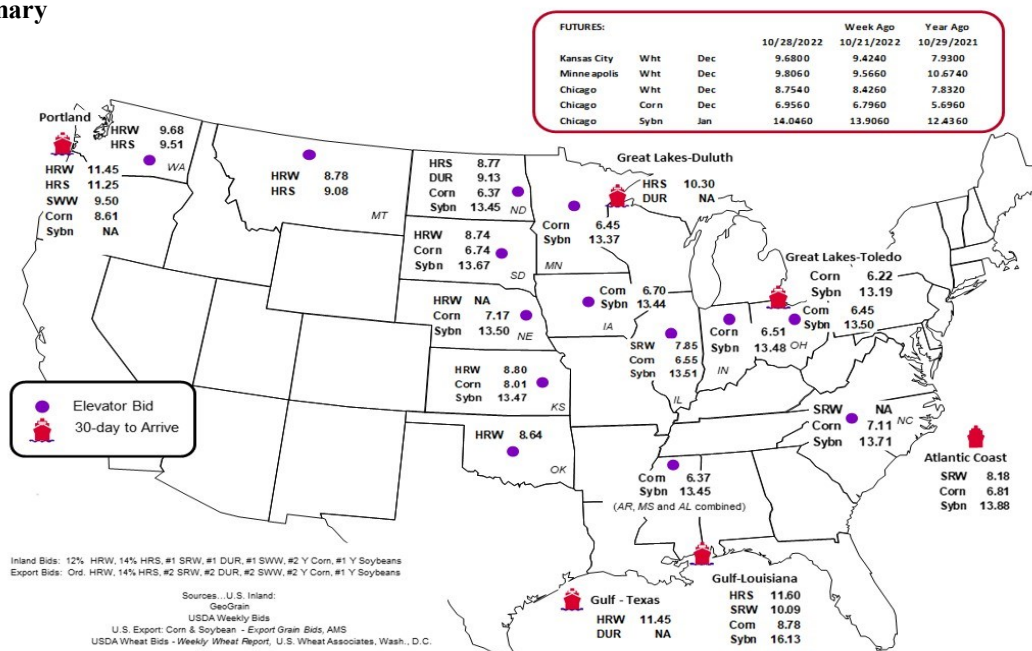 nary
FUTURES:
Week Ago Year Ago
10/28/2022 10/21/2022 10/29/2021
Kansas City Wht Dec 9.6800 9.4240 7.9300
Minneapolis Wht Dec 9.8060 9.5660 10.6740
Chicago Wht Dec 8.7540 8.4260 7.8320
Chicago Corn Dec 6.9560 6.7960 5.6960
Chicago Sybn Jan 14.0460 13.9060 12.4360
Portland
HRW 11.45
HRS 11.25
SWW 9.50
Corn 8.61
Sybn NA
HRW 9.68
HRS 9.51
WA
HRW 8.78
HRS 9.08
MT
HRS 8.77
DUR 9.13
Corn 6.37
Sybn 13.45
ND
HRW 8.74
Corn 6.74
Sybn 13.67
SD
HRW NA
Corn 7.17
Sybn 13.50
NE
HRW 8.80
Corn 8.01
Sybn 13.47
KS
HRW 8.64
OK
Great Lakes-Duluth
HRS 10.30
DUR NA
Corn 6.45
Sybn 13.37
MN
Corn 6.70
Sybn 13.44
IA
SRW 7.85
Corn 6.55
Sybn 13.51
IL
Great Lakes-Toledo
Corn 6.22
Sybn 13.19
Corn 6.45
Sybn 13.50
OH
Corn 6.51
Sybn 13.48
IN
SRW NA
Corn 7.11
Sybn 13.71
NC
Atlantic Coast
SRW 8.18
Corn 6.81
Sybn 13.88
Corn 6.37
Sybn 13.45
(AR, MS and AL combined)
Gulf-Louisiana
HRS 11.60
SRW 10.09
Corn 8.78
Sybn 16.13
Gulf - Texas
HRW 11.45
DUR NA
Elevator Bid
30-day to Arrive
Inland Bids: 12% HRW, 14% HRS, #1 SRW, #1 DUR, #1 SWW, #2 Y Corn, #1 Y Soybeans
Export Bids: Ord. HRW, 14% HRS, #2 SRW, #2 DUR, #2 SWW, #2 Y Corn, #1 Y Soybeans
Sources...U.S. Inland:
GeoGrain
USDA Weekly Bids
U.S. Export: Corn & Soybean - Export Grain Bids, AMS
USDA Wheat Bids - Weekly Wheat Report, U.S. Wheat Associates, Wash., D.C.